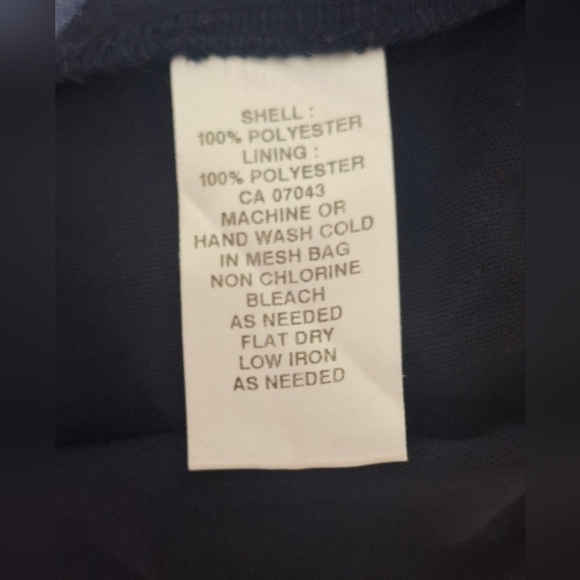 SHELL :
100% POLYESTER
LINING :
100% POLYESTER
CA 07043
MACHINE OR
HAND WASH COLD
IN MESH BAG
NON CHLORINE
BLEACH
AS NEEDED
FLAT DRY
LOW IRON
AS NEEDED